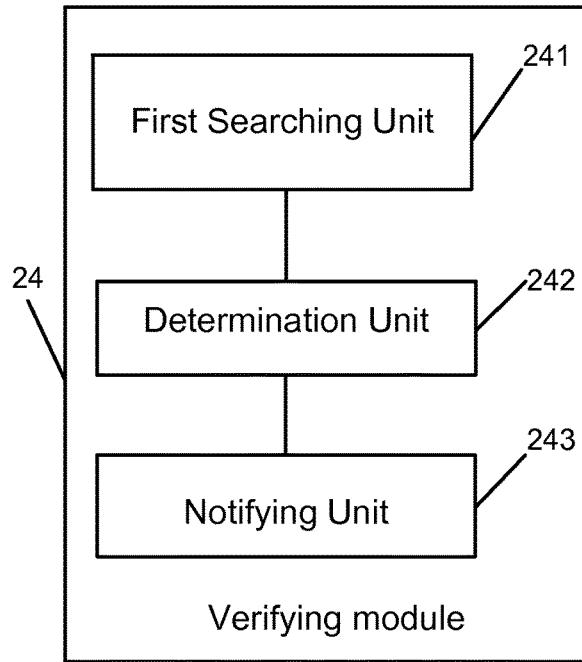 241
First Searching Unit
24
242
Determination Unit
243
Notifying Unit
Verifying module